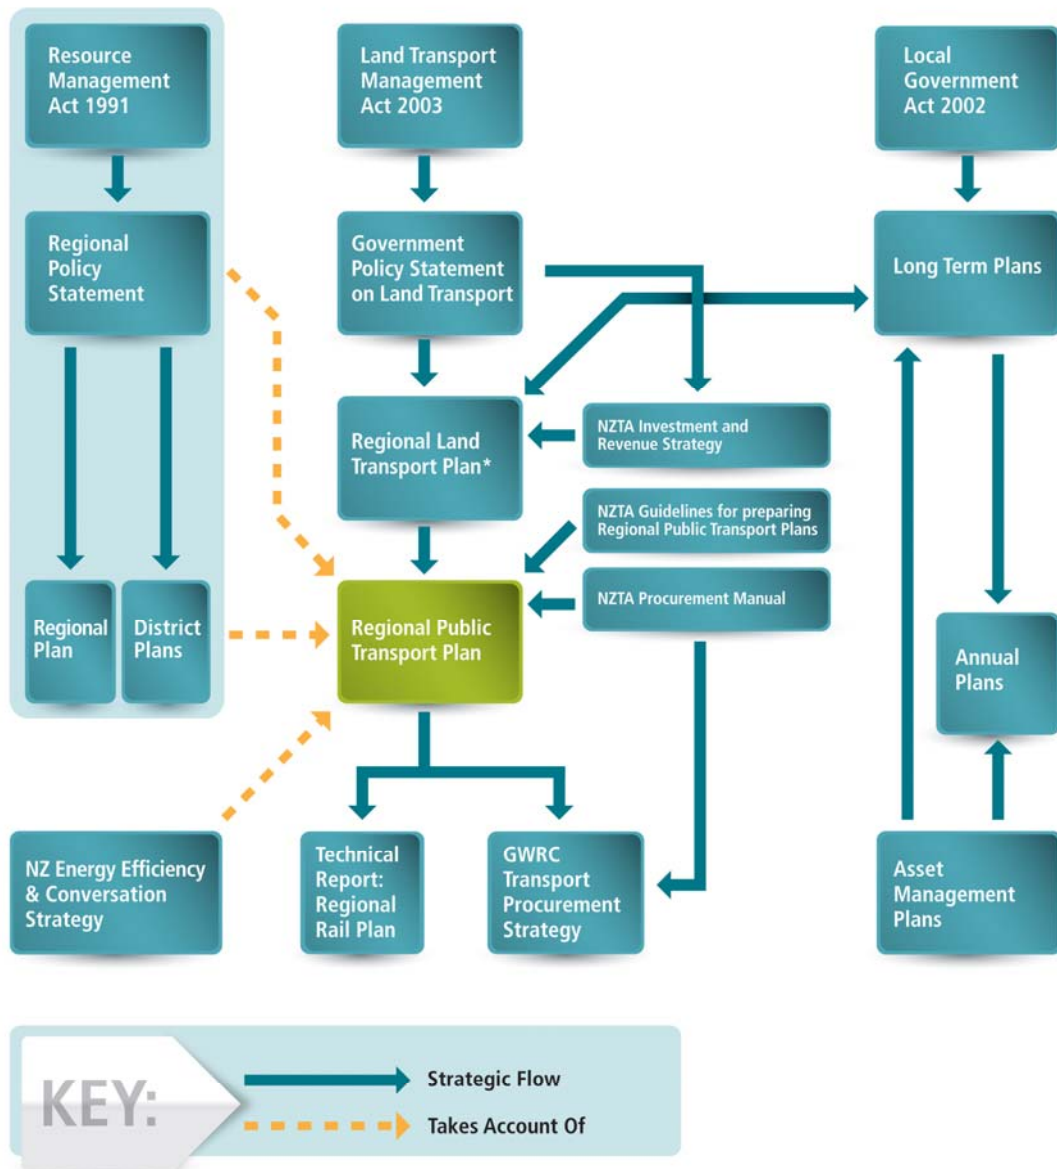 Resource
Management
Act 1991
Land Transport
Management
Act 2003
Local
Government
Act 2002
Regional
Policy
Statement
Government
Policy Statement
on Land Transport
Long Term Plans
Regional Land
Transport Plan*
NZTA Investment and
Revenue Strategy
NZTA Guidelines for preparing
Regional Public Transport Plans
NZTA Procurement Manual
Regional
Plan
District
Plans
Regional Public
Transport Plan
Annual
Plans
NZ Energy Efficiency
& Conversation
Strategy
Technical
Report:
Regional
Rail Plan
GWRC
Transport
Procurement
Strategy
Asset
Management
Plans
KEY:
Strategic Flow
Takes Account Of